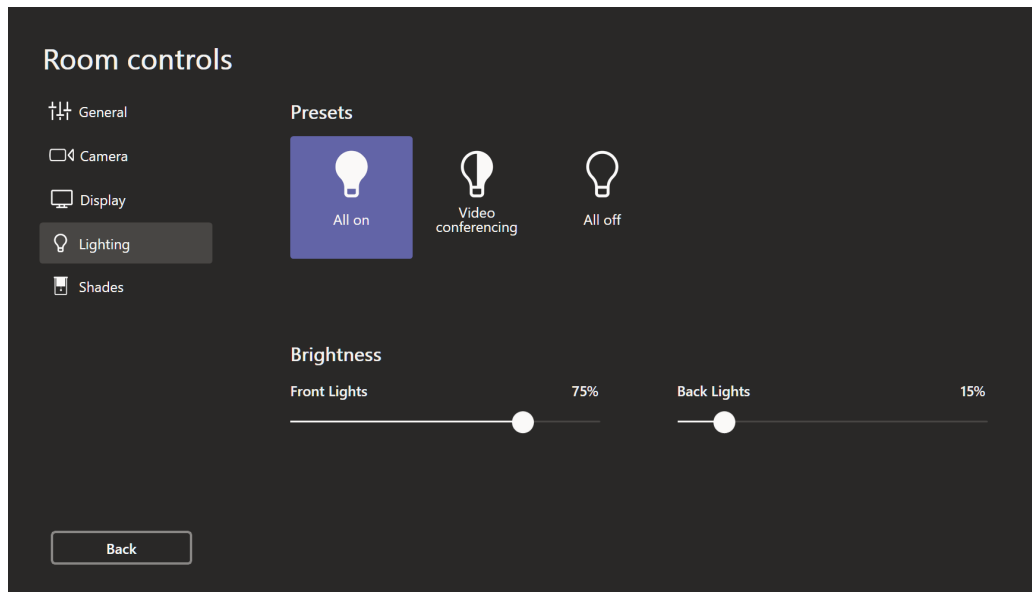 Room controls
General
Camera
Display
Lighting
Shades
Presets
All on
Video
conferencing
All off
Brightness
Front Lights 75%
Back Lights 15%
Back